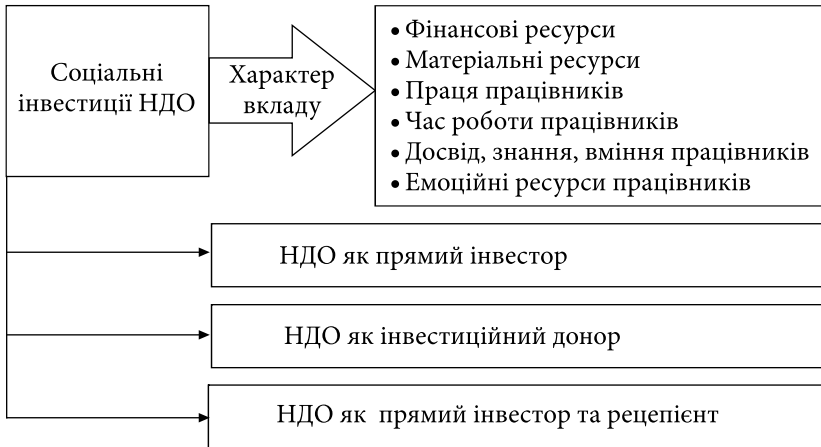 Соціальні
інвестиції НДО
Характер
вкладу
• Фінансові ресурси
• Матеріальні ресурси
• Праця працівників
• Час роботи працівників
• Досвід, знання, вміння працівників
• Емоційні ресурси працівників
НДО як прямий інвестор
НДО як інвестиційний донор
НДО як прямий інвестор та рецепієнт